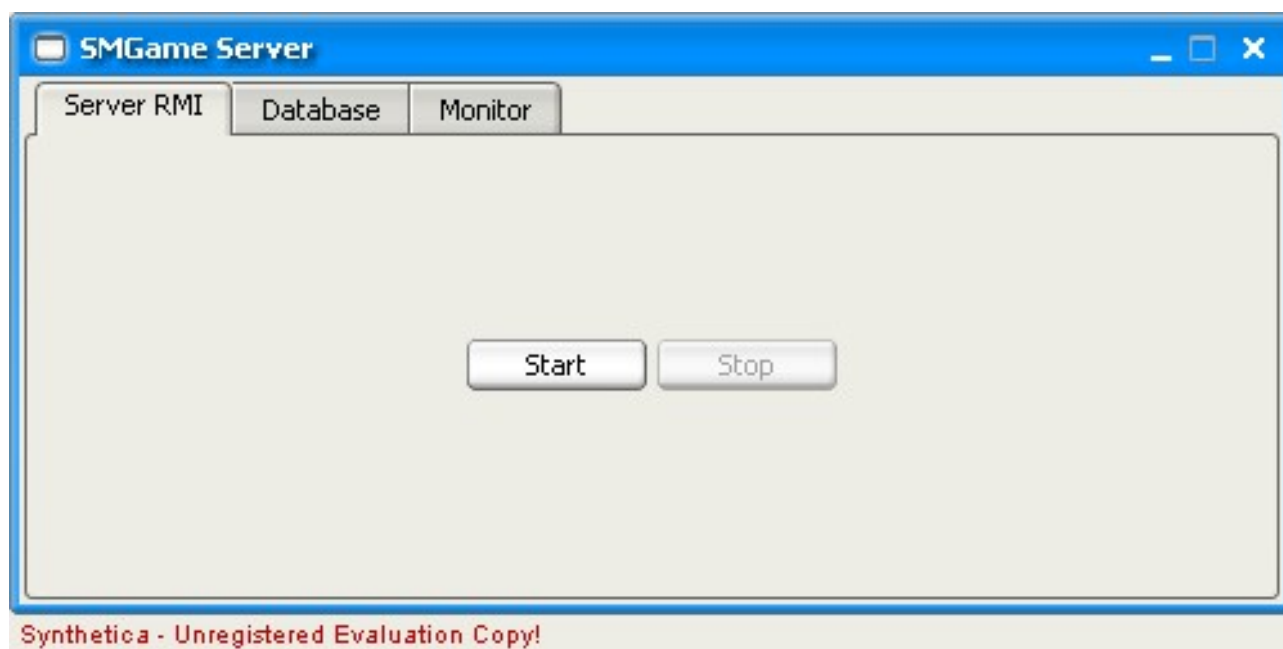 SMGame Server
Server RMI Database Monitor
Start Stop
Synthetica - Unregistered Evaluation Copy!